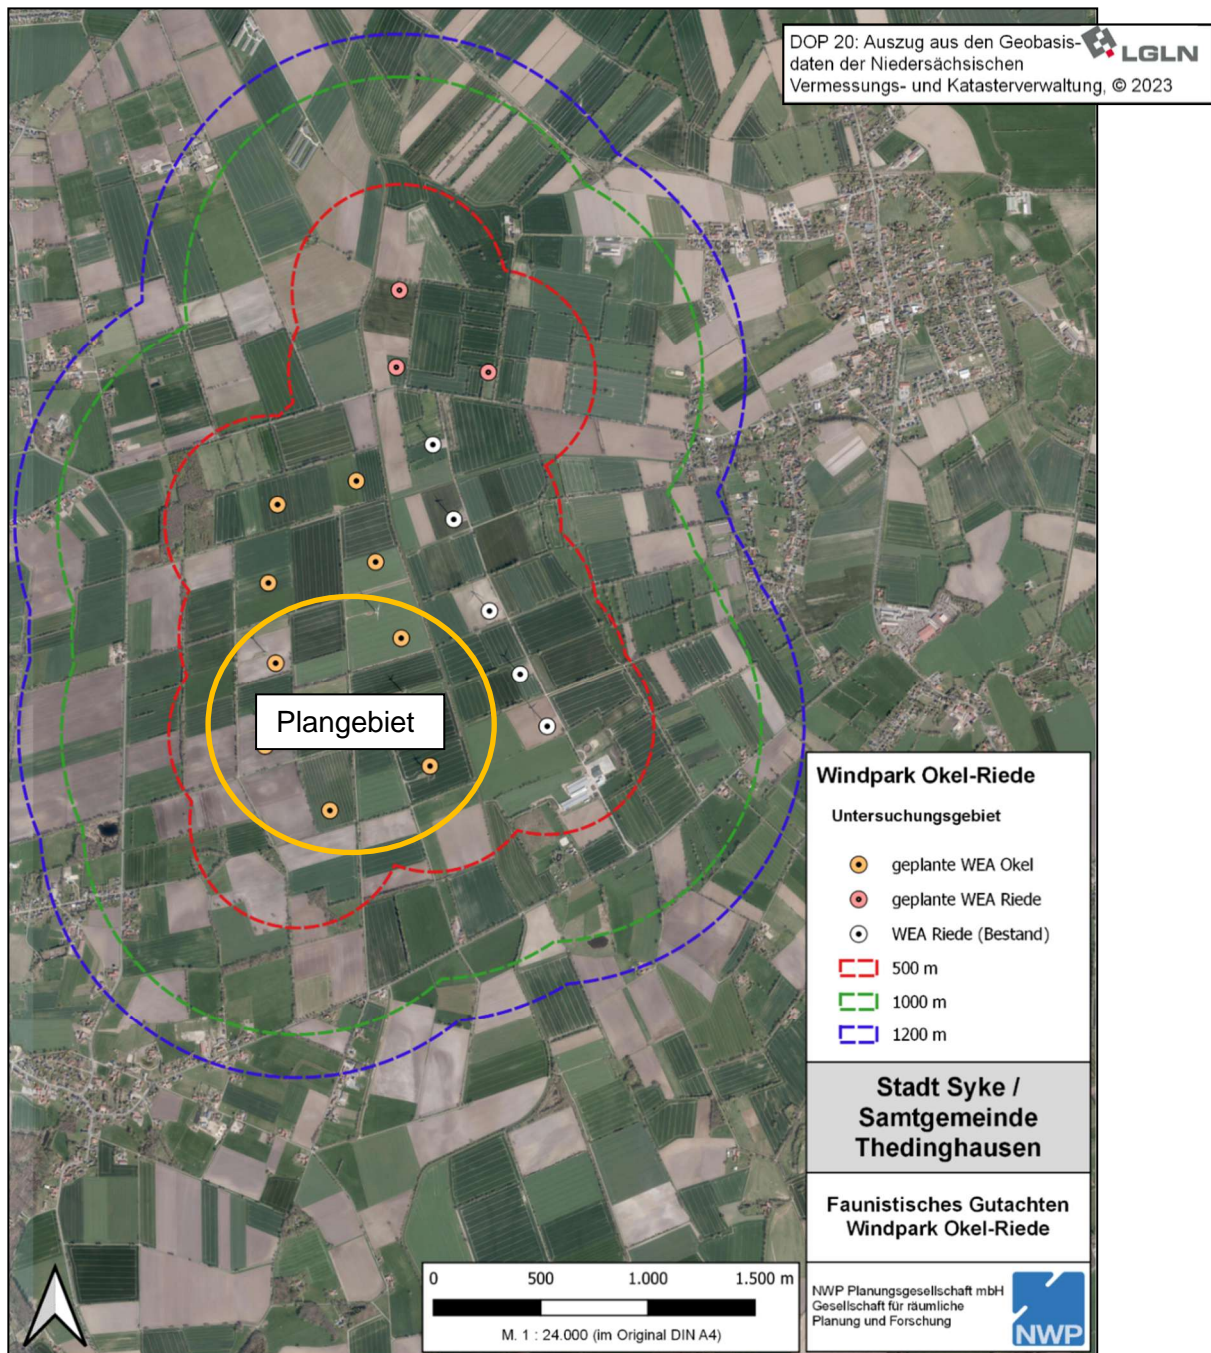 DOP 20: Auszug aus den Geobasis-
daten der Niedersächsischen
Vermessungs- und Katasterverwaltung, © 2023
LGLN
Plangebiet
Windpark Okel-Riede
Untersuchungsgebiet
geplante WEA Okel
geplante WEA Riede
WEA Riede (Bestand)
500 m
1000 m
1200 m
Stadt Syke /
Samtgemeinde
Thedinghausen
Faunistisches Gutachten
Windpark Okel-Riede
0 500 1.000 1.500 m
M. 1 : 24.000 (im Original DIN A4)
NWP Planungsgesellschaft mbH
Gesellschaft für räumliche
Planung und Forschung
NWP